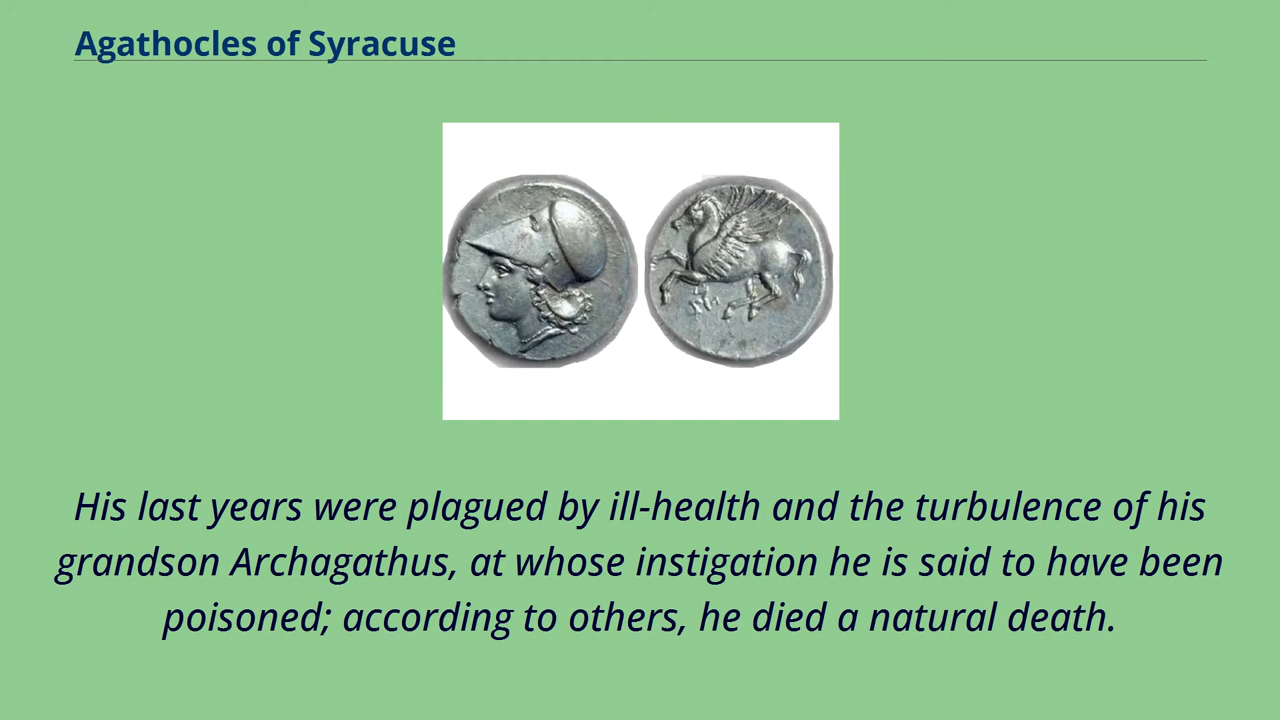 Agathocles of Syracuse
His last years were plagued by ill-health and the turbulence of his
grandson Archagathus, at whose instigation he is said to have been
poisoned; according to others, he died a natural death.